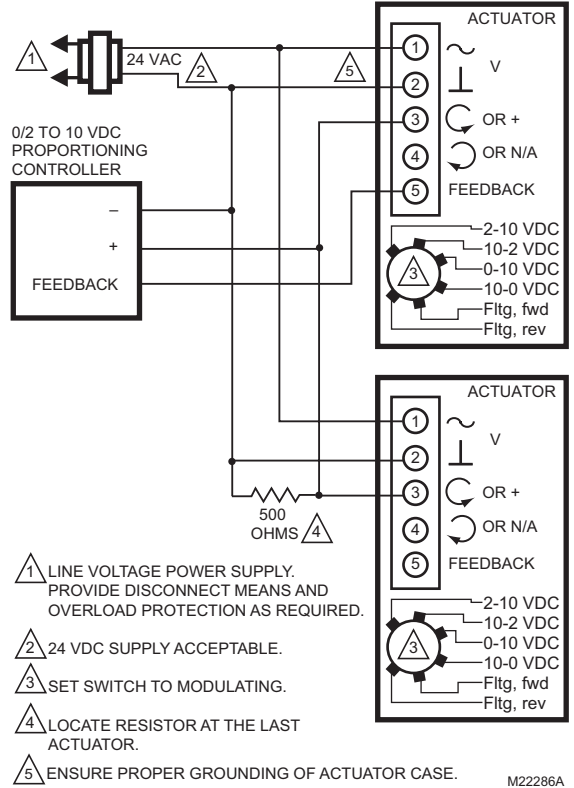 ACTUATOR
1
24 VAC
2
5
1
V
2
3
OR +
4
OR N/A
5
FEEDBACK
0/2 TO 10 VDC
PROPORTIONING
CONTROLLER
–
+
FEEDBACK
3
2-10 VDC
10-2 VDC
0-10 VDC
10-0 VDC
Fltg, fwd
Fltg, rev
ACTUATOR
1
V
2
3
OR +
4
OR N/A
5
FEEDBACK
500
OHMS
4
3
2-10 VDC
10-2 VDC
0-10 VDC
10-0 VDC
Fltg, fwd
Fltg, rev
1 LINE VOLTAGE POWER SUPPLY.
PROVIDE DISCONNECT MEANS AND
OVERLOAD PROTECTION AS REQUIRED.
2 24 VDC SUPPLY ACCEPTABLE.
3 SET SWITCH TO MODULATING.
4 LOCATE RESISTOR AT THE LAST
ACTUATOR.
5 ENSURE PROPER GROUNDING OF ACTUATOR CASE.
M22286A